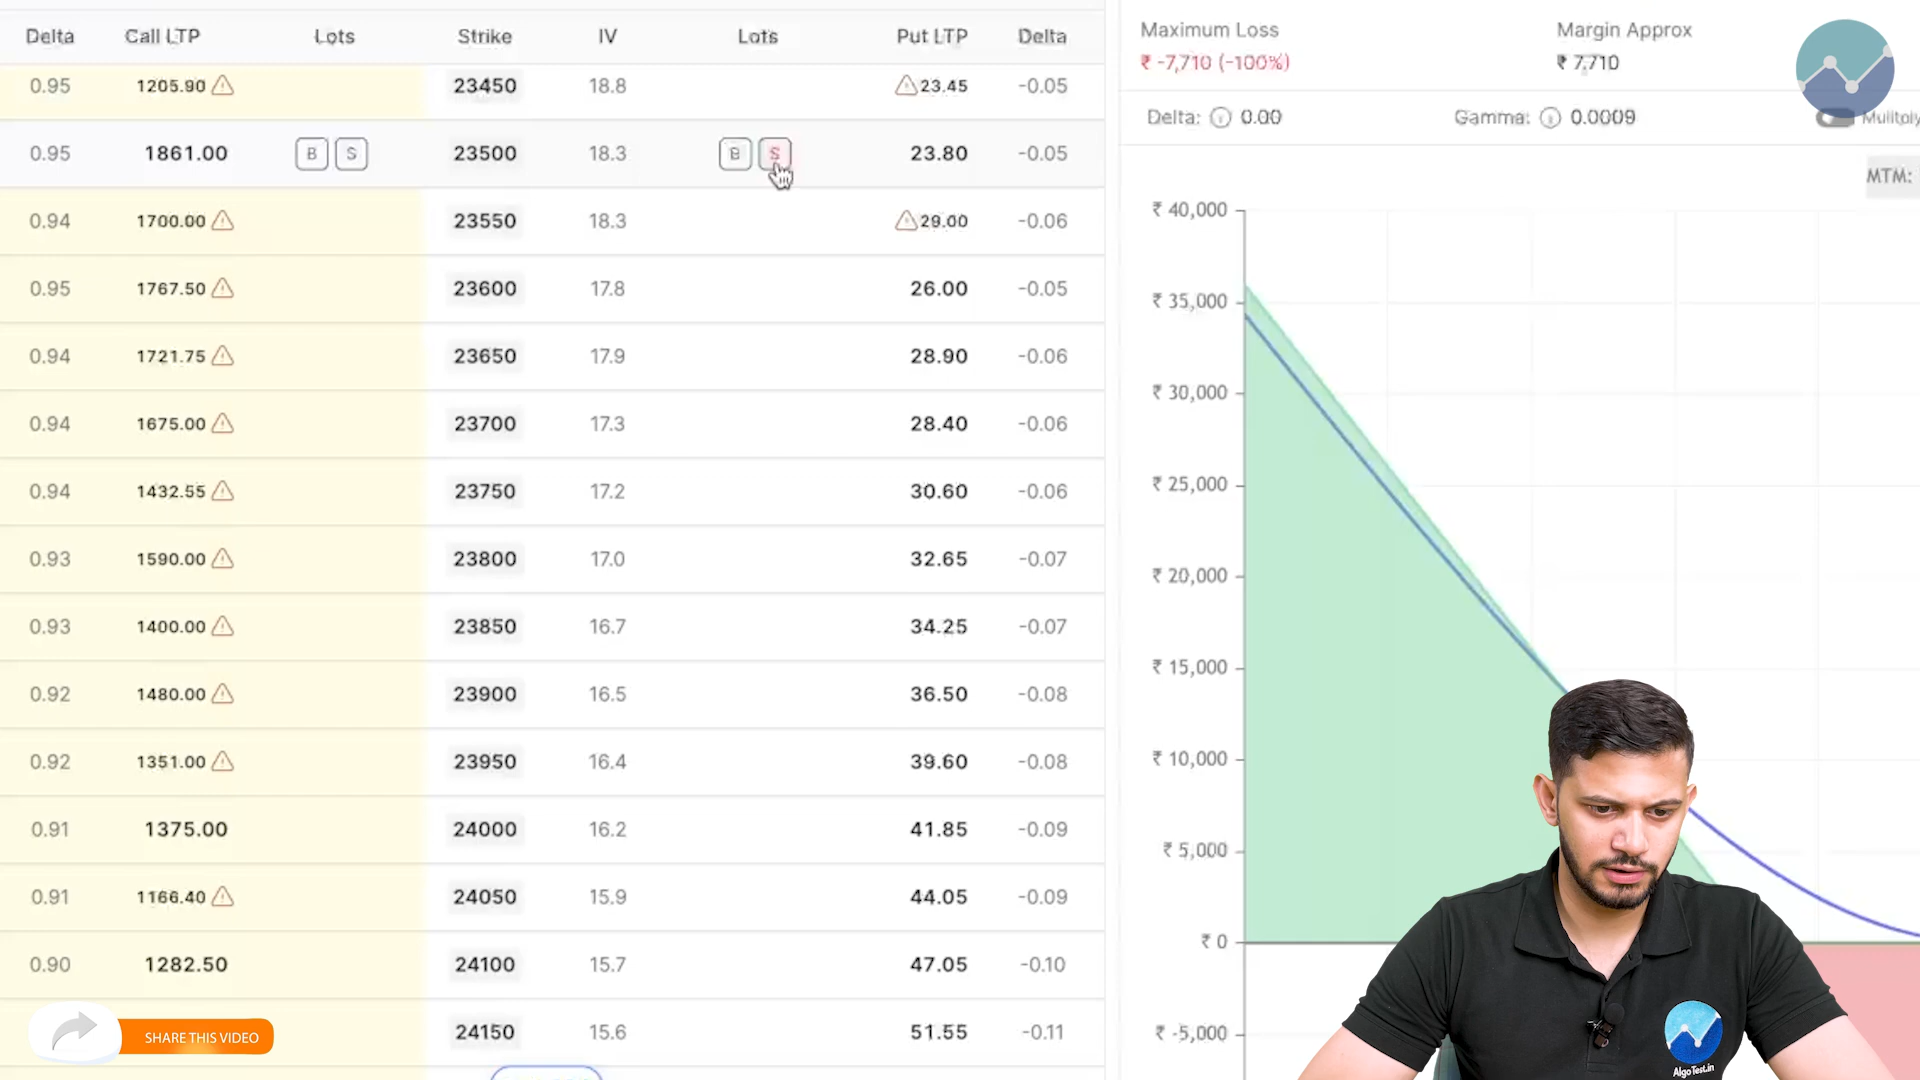 Delta Call LTP Lots Strike IV Lots Put LTP Delta
0.95 1205.90 23450 18.8 23.45 -0.05
0.95 1861.00 B S 23500 18.3 B S 23.80 -0.05
0.94 1700.00 23550 18.3 29.00 -0.06
0.95 1767.50 23600 17.8 26.00 -0.05
0.94 1721.75 23650 17.9 28.90 -0.06
0.94 1675.00 23700 17.3 28.40 -0.06
0.94 1432.55 23750 17.2 30.60 -0.06
0.93 1590.00 23800 17.0 32.65 -0.07
0.93 1400.00 23850 16.7 34.25 -0.07
0.92 1480.00 23900 16.5 36.50 -0.08
0.92 1351.00 23950 16.4 39.60 -0.08
0.91 1375.00 24000 16.2 41.85 -0.09
0.91 1166.40 24050 15.9 44.05 -0.09
0.90 1282.50 24100 15.7 47.05 -0.10
24150 15.6 51.55 -0.11
SHARE THIS VIDEO
Maximum Loss Margin Approx
₹ -7,710 (-100%) ₹ 7,710
Delta: 0.00 Gamma: 0.0009
MTM:
₹ 40,000
₹ 35,000
₹ 30,000
₹ 25,000
₹ 20,000
₹ 15,000
₹ 10,000
₹ 5,000
₹ 0
₹ -5,000
AlgoTest.in